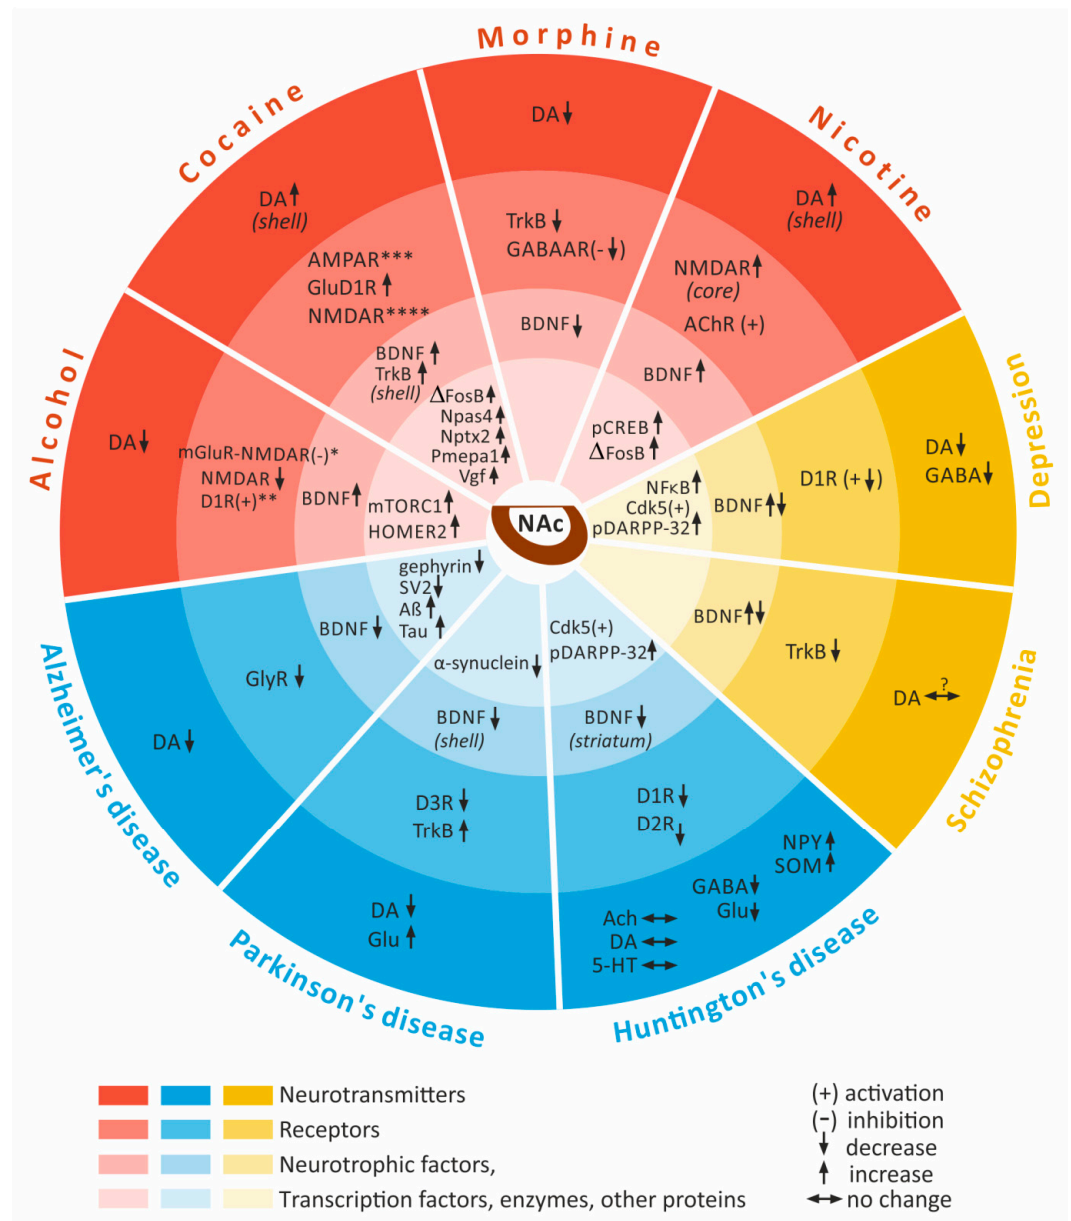 Morphine
DA↓
TrkB↓
GABAAR(-↓)
BDNF↓
Nicotine
DA↑
(shell)
NMDAR↑
(core)
AChR (+)
BDNF↑
pCREB↑
ΔFosB↑
Depression
DA↓
GABA↓
D1R (+↓)
BDNF↑↓
NFκB↑
Cdk5(+)
pDARPP-32↑
Schizophrenia
DA↔?
TrkB↓
BDNF↑↓
Huntington's disease
NPY↑
SOM↑
GABA↓
Glu↓
Ach↔
DA↔
5-HT↔
D1R↓
D2R↓
BDNF↓
(striatum)
Cdk5(+)
pDARPP-32↑
Parkinson's disease
DA↓
Glu↑
D3R↓
TrkB↑
BDNF↓
(shell)
α-synuclein↓
Alzheimer's disease
DA↓
GlyR↓
BDNF↓
gephyrin↓
SV2↓
Aß↑
Tau↑
Alcohol
DA↓
mGluR-NMDAR(-)*
NMDAR↓
D1R(+)**
BDNF↑
mTORC1↑
HOMER2↑
Cocaine
DA↑
(shell)
AMPAR***
GluD1R↑
NMDAR****
BDNF↑
TrkB↑
(shell)
ΔFosB↑
Npas4↑
Nptx2↑
Pmepa1↑
Vgf↑
NAc
Neurotransmitters
Receptors
Neurotrophic factors,
Transcription factors, enzymes, other proteins
(+) activation
(−) inhibition
↓ decrease
↑ increase
↔ no change